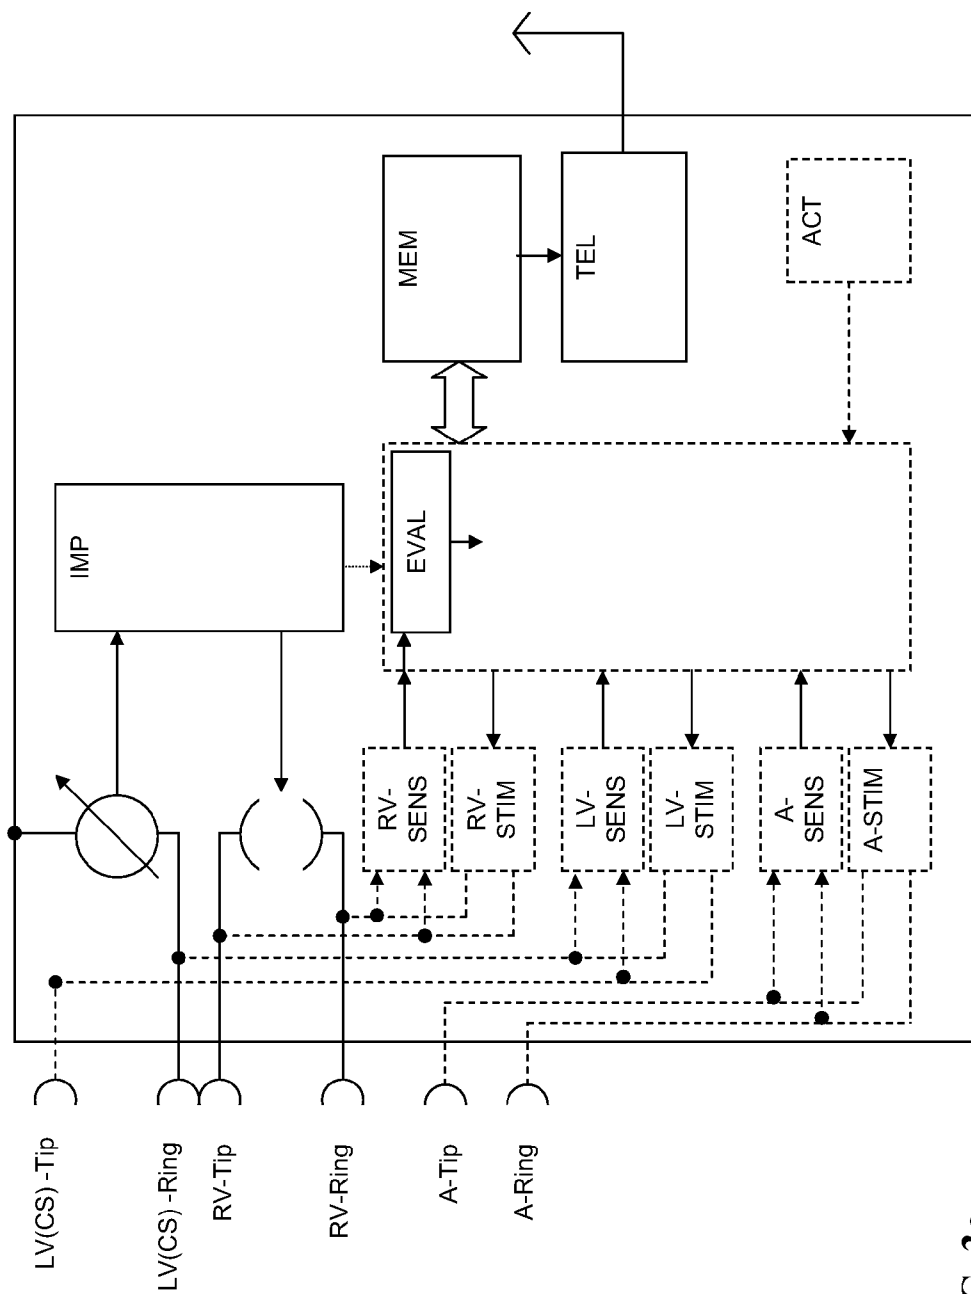 LV(CS) -Tip
LV(CS) -Ring
RV-Tip
RV-Ring
A-Tip
A-Ring
IMP
RV-
SENS
RV-
STIM
LV-
SENS
LV-
STIM
A-
SENS
A-STIM
EVAL
MEM
TEL
ACT